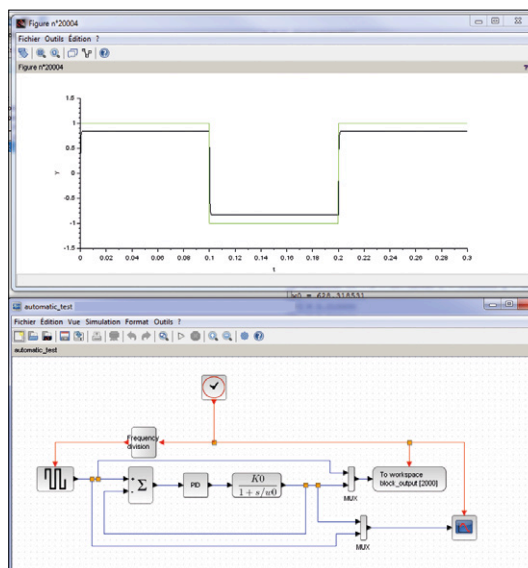 Figure n°20004
Fichier Outils Édition ?
Figure n°20004
1.5
1
0.5
0
-0.5
-1
-1.5
Y
0 0.02 0.04 0.06 0.08 0.1 0.12 0.14 0.16 0.18 0.2 0.22 0.24 0.26 0.28 0.3
t
w0 = 628.318531
automatic_test
Fichier Édition Vue Simulation Format Outils ?
automatic_test
Frequency
division
+
-
Σ
PID
K0
1 + s/w0
MUX
To workspace
block_output [2000]
MUX